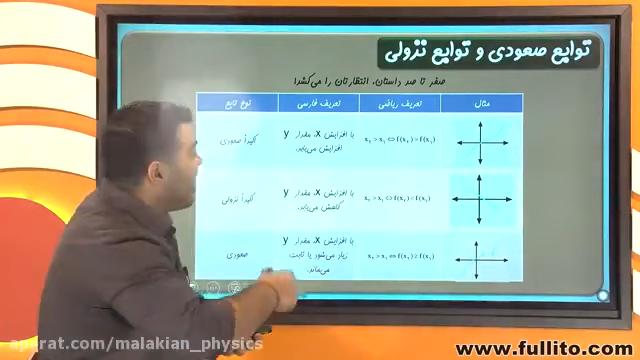 توابع صعودی و توابع نزولی
صفر تا صد داستان، انتظارتان را می‌کشد!
نوع تابع
تعریف فارسی
تعریف ریاضی
مثال
اکیداً صعودی
با افزایش x، مقدار y
افزایش می‌یابد.
x₂ > x₁ ⇔ f(x₂) > f(x₁)
اکیداً نزولی
با افزایش x، مقدار y
کاهش می‌یابد.
x₂ > x₁ ⇔ f(x₂) < f(x₁)
صعودی
با افزایش x، مقدار y
زیاد می‌شود یا ثابت
می‌ماند.
x₂ > x₁ ⇔ f(x₂) ≥ f(x₁)
aparat.com/malakian_physics
www.fullito.com